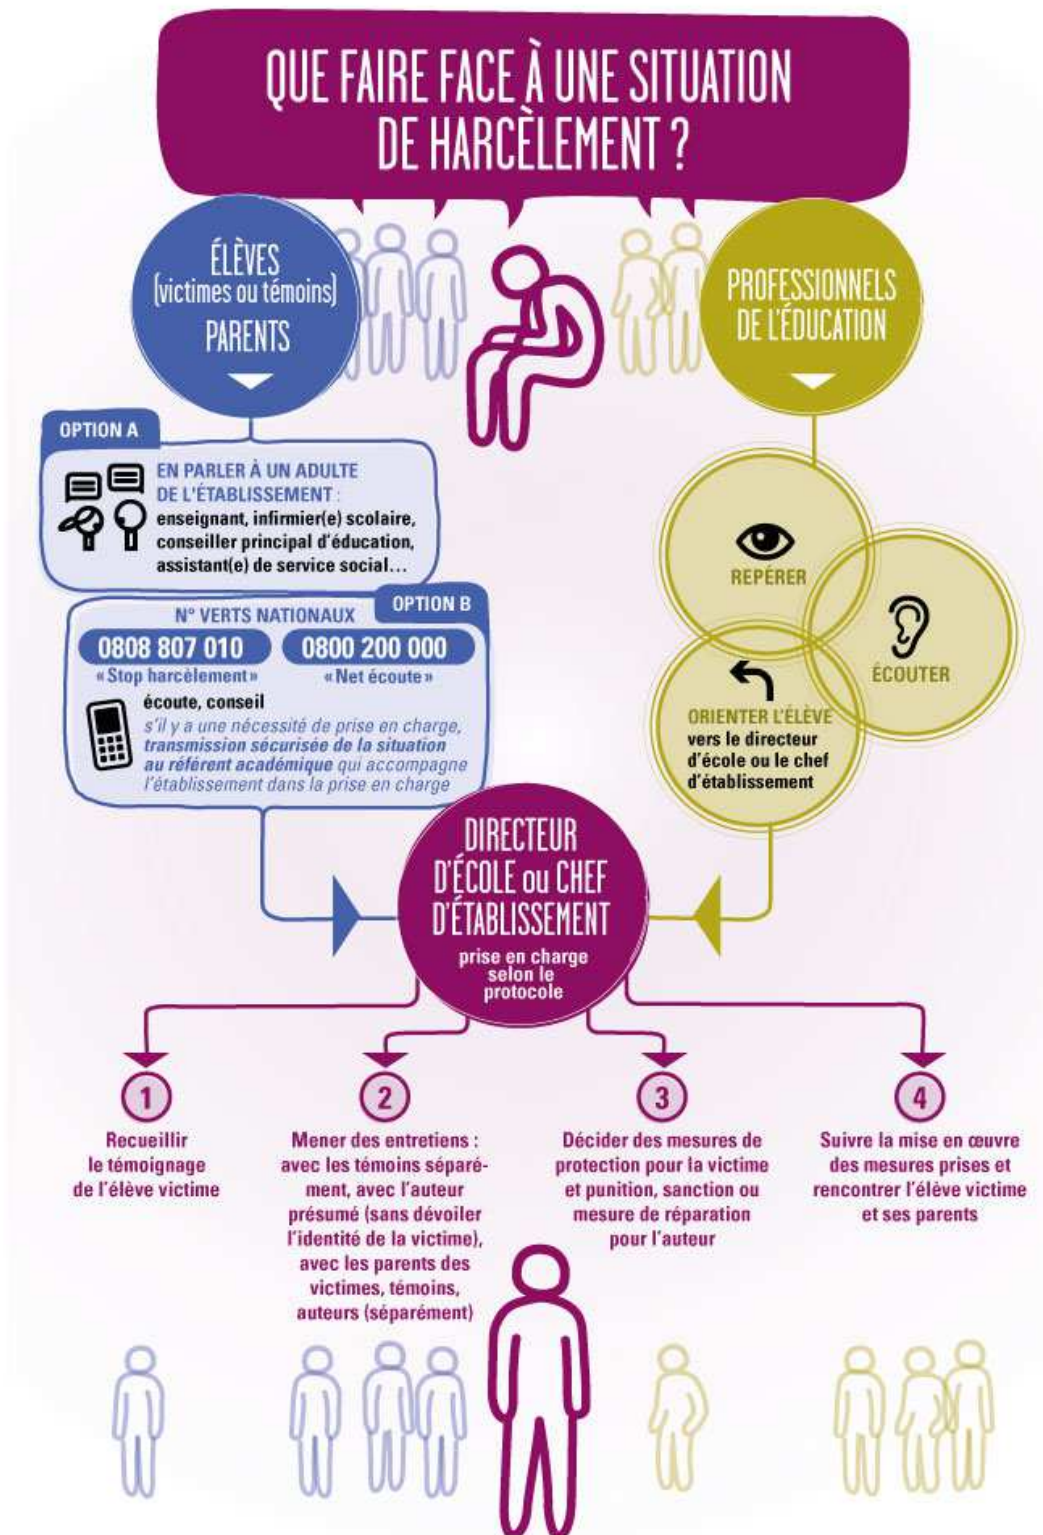 QUE FAIRE FACE À UNE SITUATION
DE HARCÈLEMENT ?
ÉLÈVES
(victimes ou témoins)
PARENTS
OPTION A
EN PARLER À UN ADULTE
DE L'ÉTABLISSEMENT :
enseignant, infirmier(e) scolaire,
conseiller principal d'éducation,
assistant(e) de service social...
OPTION B
N° VERTS NATIONAUX
0808 807 010
0800 200 000
« Stop harcèlement »
« Net écoute »
écoute, conseil
s'il y a une nécessité de prise en charge,
transmission sécurisée de la situation
au référent académique qui accompagne
l'établissement dans la prise en charge
PROFESSIONNELS
DE L'ÉDUCATION
REPÉRER
ÉCOUTER
ORIENTER L'ÉLÈVE
vers le directeur
d'école ou le chef
d'établissement
DIRECTEUR
D'ÉCOLE ou CHEF
D'ÉTABLISSEMENT
prise en charge
selon le
protocole
1
Recueillir
le témoignage
de l'élève victime
2
Mener des entretiens :
avec les témoins séparé-
ment, avec l'auteur
présumé (sans dévoiler
l'identité de la victime),
avec les parents des
victimes, témoins,
auteurs (séparément)
3
Décider des mesures de
protection pour la victime
et punition, sanction ou
mesure de réparation
pour l'auteur
4
Suivre la mise en œuvre
des mesures prises et
rencontrer l'élève victime
et ses parents